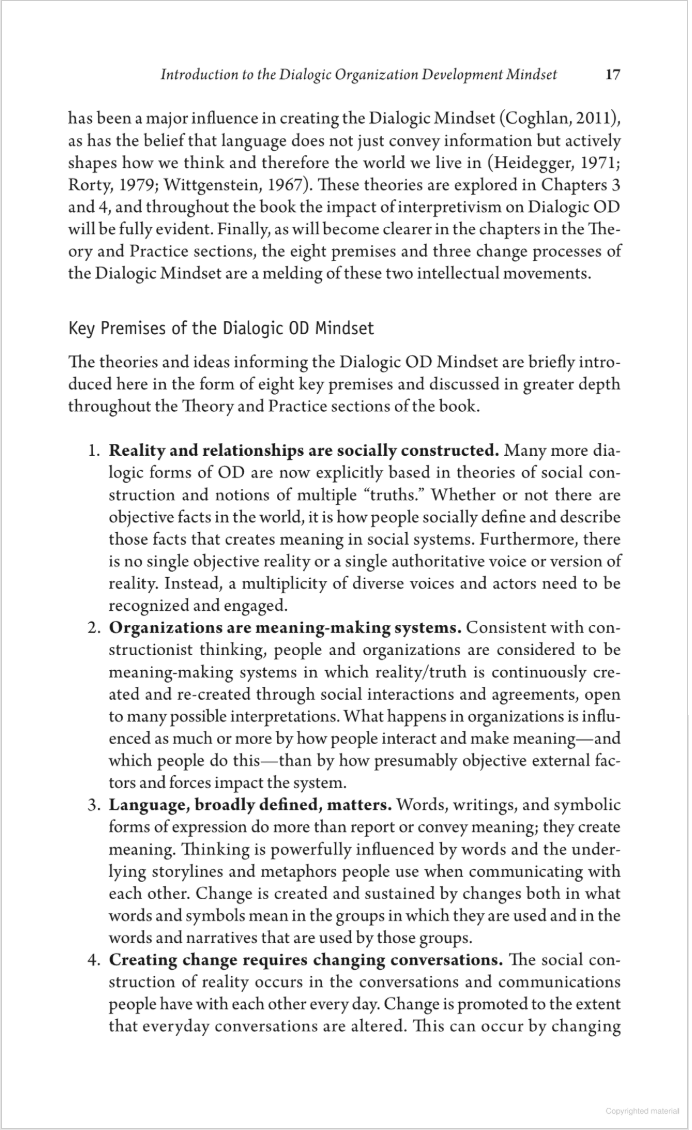 Introduction to the Dialogic Organization Development Mindset 17
has been a major influence in creating the Dialogic Mindset (Coghlan, 2011),
as has the belief that language does not just convey information but actively
shapes how we think and therefore the world we live in (Heidegger, 1971;
Rorty, 1979; Wittgenstein, 1967). These theories are explored in Chapters 3
and 4, and throughout the book the impact of interpretivism on Dialogic OD
will be fully evident. Finally, as will become clearer in the chapters in the The-
ory and Practice sections, the eight premises and three change processes of
the Dialogic Mindset are a melding of these two intellectual movements.
Key Premises of the Dialogic OD Mindset
The theories and ideas informing the Dialogic OD Mindset are briefly intro-
duced here in the form of eight key premises and discussed in greater depth
throughout the Theory and Practice sections of the book.
1. Reality and relationships are socially constructed. Many more dia-
logic forms of OD are now explicitly based in theories of social con-
struction and notions of multiple “truths.” Whether or not there are
objective facts in the world, it is how people socially define and describe
those facts that creates meaning in social systems. Furthermore, there
is no single objective reality or a single authoritative voice or version of
reality. Instead, a multiplicity of diverse voices and actors need to be
recognized and engaged.
2. Organizations are meaning-making systems. Consistent with con-
structionist thinking, people and organizations are considered to be
meaning-making systems in which reality/truth is continuously cre-
ated and re-created through social interactions and agreements, open
to many possible interpretations. What happens in organizations is influ-
enced as much or more by how people interact and make meaning—and
which people do this—than by how presumably objective external fac-
tors and forces impact the system.
3. Language, broadly defined, matters. Words, writings, and symbolic
forms of expression do more than report or convey meaning; they create
meaning. Thinking is powerfully influenced by words and the under-
lying storylines and metaphors people use when communicating with
each other. Change is created and sustained by changes both in what
words and symbols mean in the groups in which they are used and in the
words and narratives that are used by those groups.
4. Creating change requires changing conversations. The social con-
struction of reality occurs in the conversations and communications
people have with each other every day. Change is promoted to the extent
that everyday conversations are altered. This can occur by changing
Copyrighted material